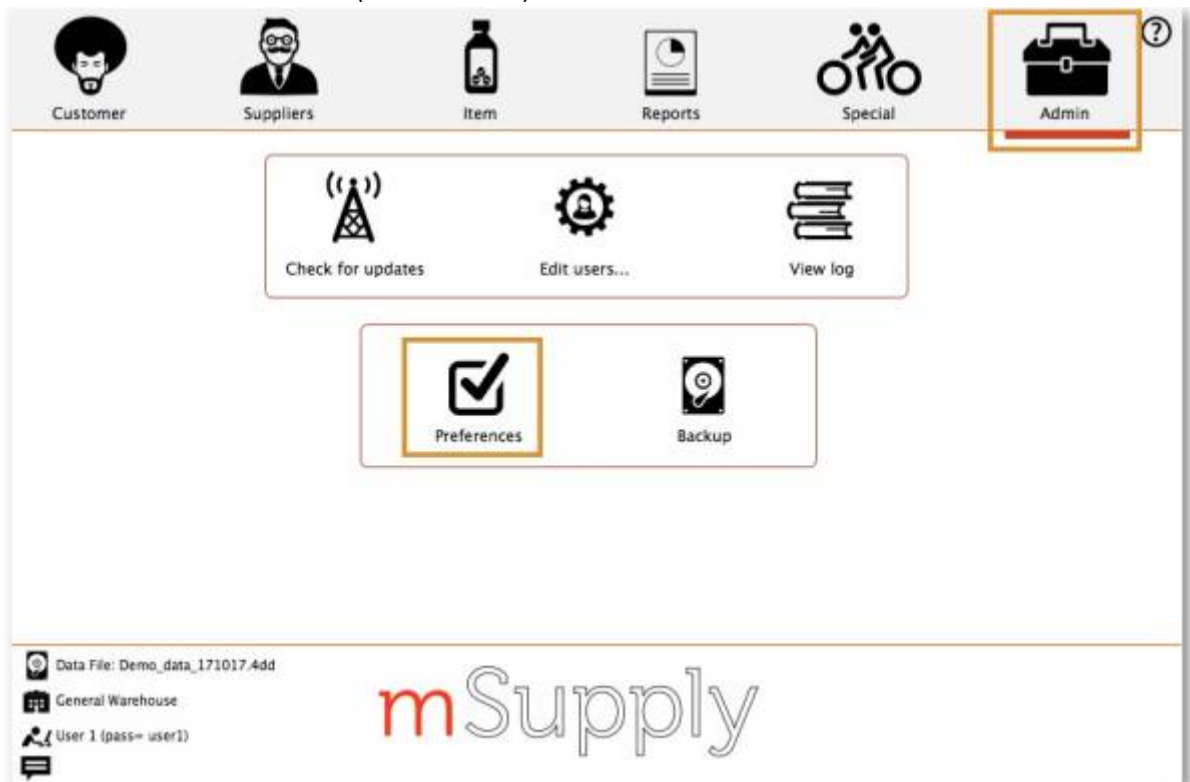 Customer
Suppliers
Item
Reports
Special
Admin
?
Check for updates
Edit users...
View log
Preferences
Backup
Data File: Demo_data_171017.4dd
General Warehouse
User 1 (pass= user1)
mSupply